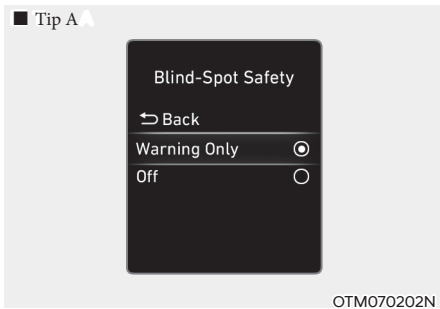 ■ Tip A
Blind-Spot Safety
Back
Warning Only
Off
OTM070202N